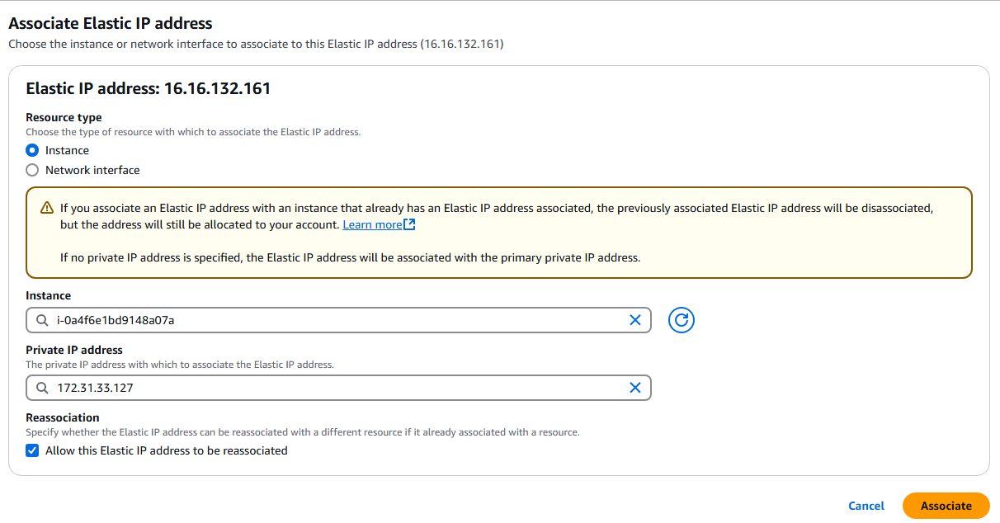 Associate Elastic IP address
Choose the instance or network interface to associate to this Elastic IP address (16.16.132.161)
Elastic IP address: 16.16.132.161
Resource type
Choose the type of resource with which to associate the Elastic IP address.
Instance
Network interface
If you associate an Elastic IP address with an instance that already has an Elastic IP address associated, the previously associated Elastic IP address will be disassociated,
but the address will still be allocated to your account. Learn more
If no private IP address is specified, the Elastic IP address will be associated with the primary private IP address.
Instance
i-0a4f6e1bd9148a07a
Private IP address
The private IP address with which to associate the Elastic IP address.
172.31.33.127
Reassociation
Specify whether the Elastic IP address can be reassociated with a different resource if it already associated with a resource.
Allow this Elastic IP address to be reassociated
Cancel
Associate